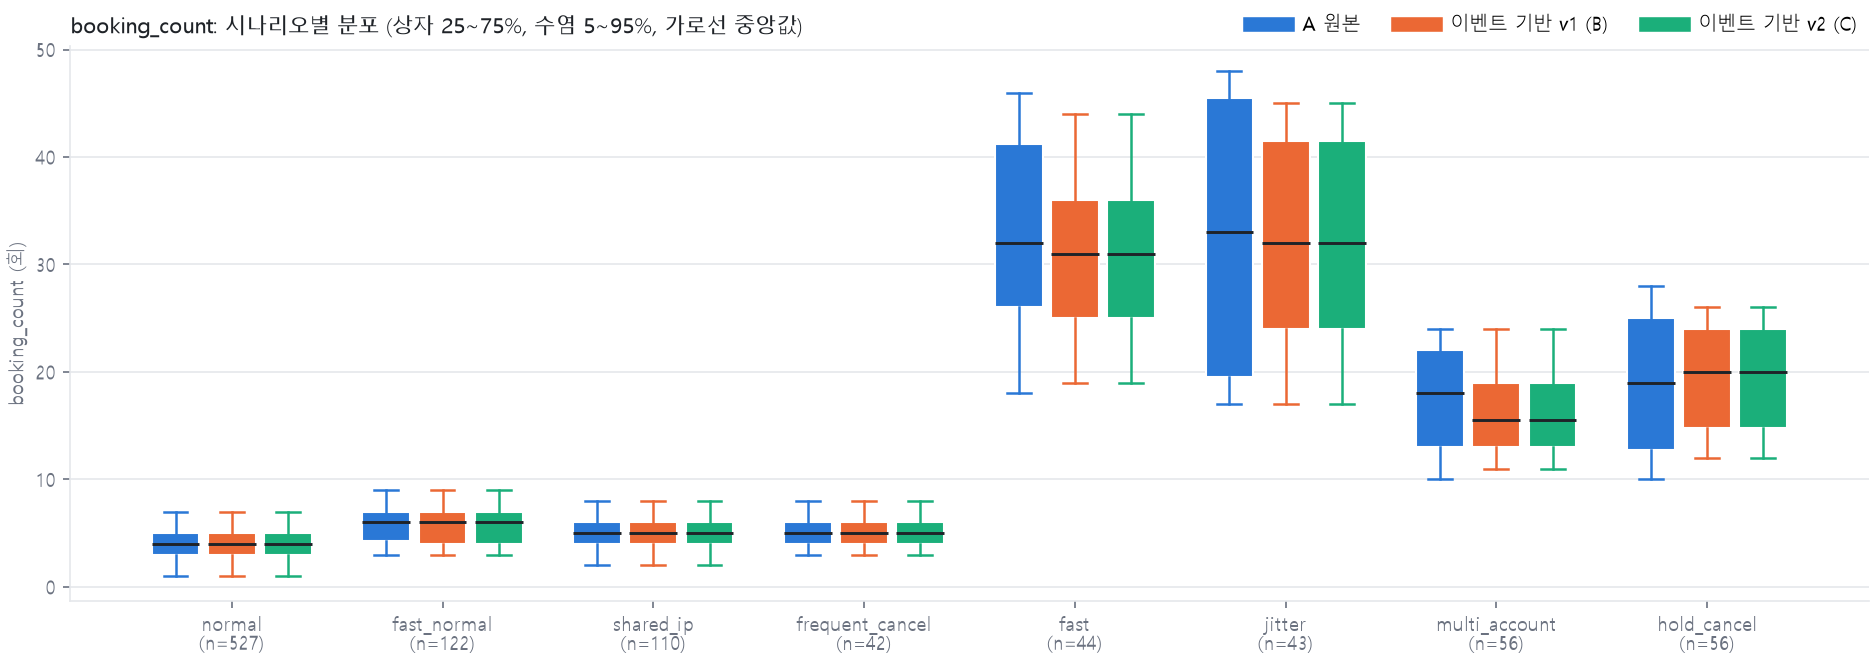 booking_count: 시나리오별 분포 (상자 25~75%, 수염 5~95%, 가로선 중앙값)
A 원본
이벤트 기반 v1 (B)
이벤트 기반 v2 (C)
booking_count (회)
50
40
30
20
10
0
normal
(n=527)
fast_normal
(n=122)
shared_ip
(n=110)
frequent_cancel
(n=42)
fast
(n=44)
jitter
(n=43)
multi_account
(n=56)
hold_cancel
(n=56)